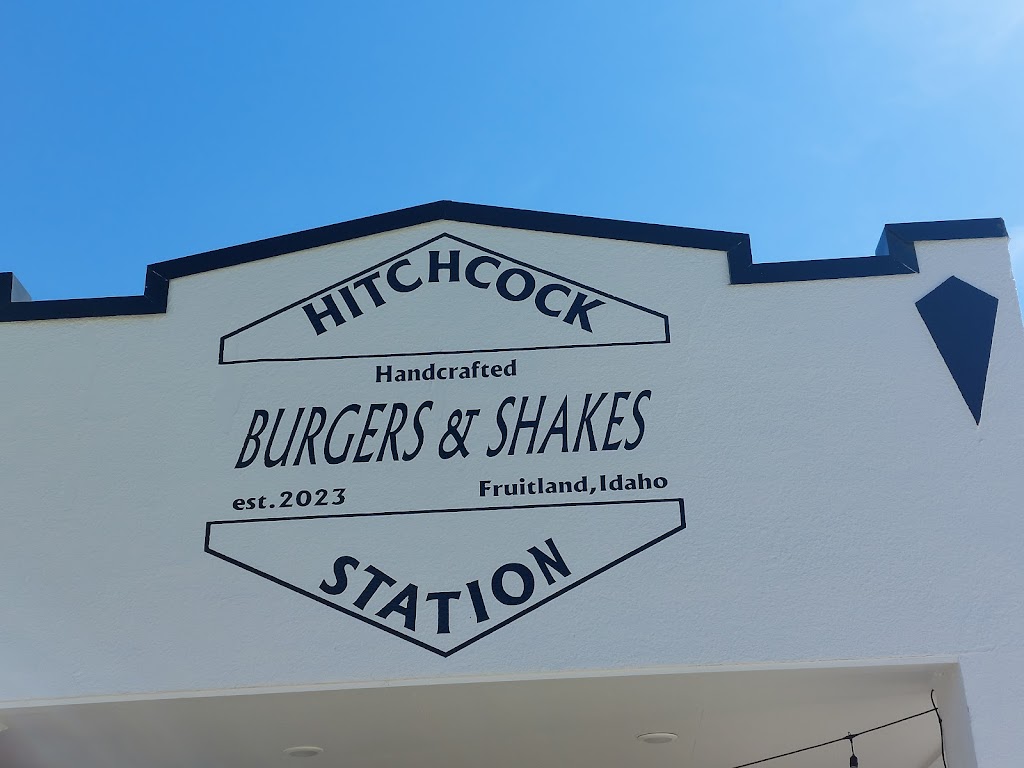 HITCHCOCK
Handcrafted
BURGERS & SHAKES
est.2023 Fruitland,Idaho
STATION